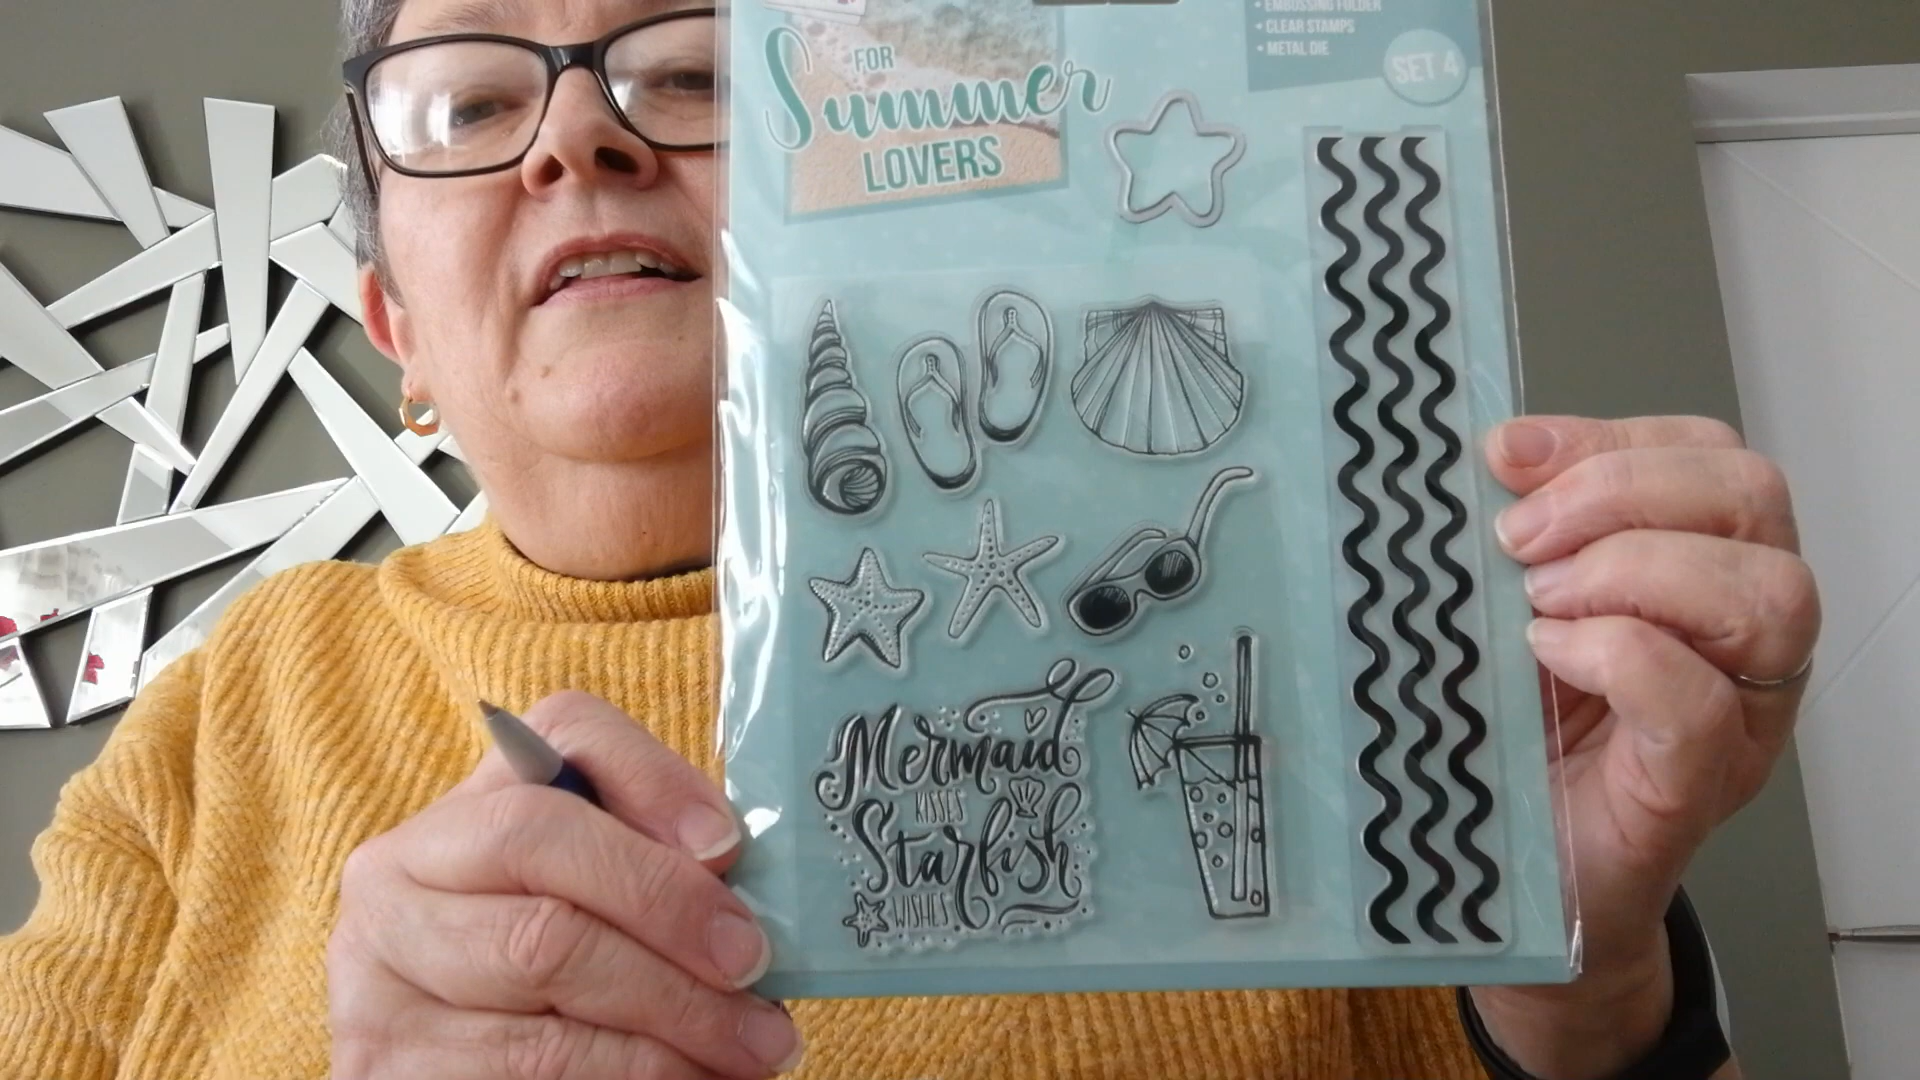 FOR
Summer
LOVERS
• EMBOSSING FOLDER
• CLEAR STAMPS
• METAL DIE
SET 4
Mermaid
KISSES
Starfish
WISHES